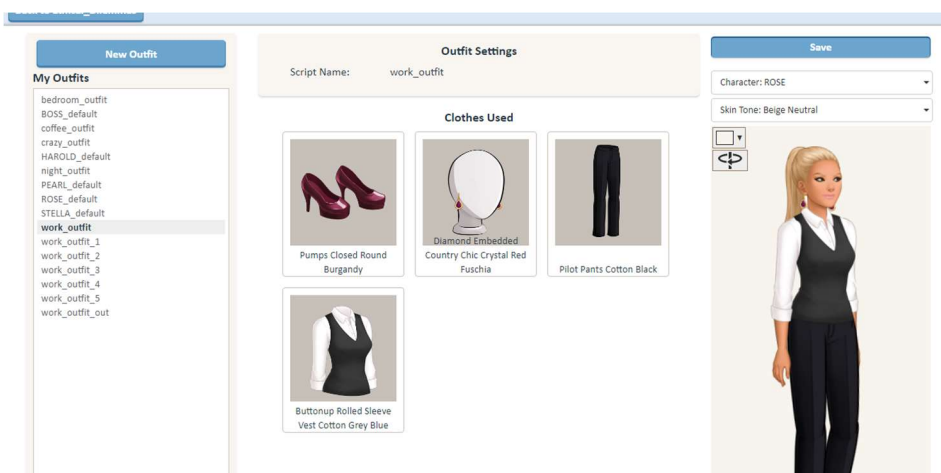 New Outfit
My Outfits
bedroom_outfit
BOSS_default
coffee_outfit
crazy_outfit
HAROLD_default
night_outfit
PEARL_default
ROSE_default
STELLA_default
work_outfit
work_outfit_1
work_outfit_2
work_outfit_3
work_outfit_4
work_outfit_5
work_outfit_out
Outfit Settings
Script Name: work_outfit
Clothes Used
Pumps Closed Round
Burgandy
Diamond Embedded
Country Chic Crystal Red
Fuschia
Pilot Pants Cotton Black
Buttonup Rolled Sleeve
Vest Cotton Grey Blue
Save
Character: ROSE
Skin Tone: Beige Neutral